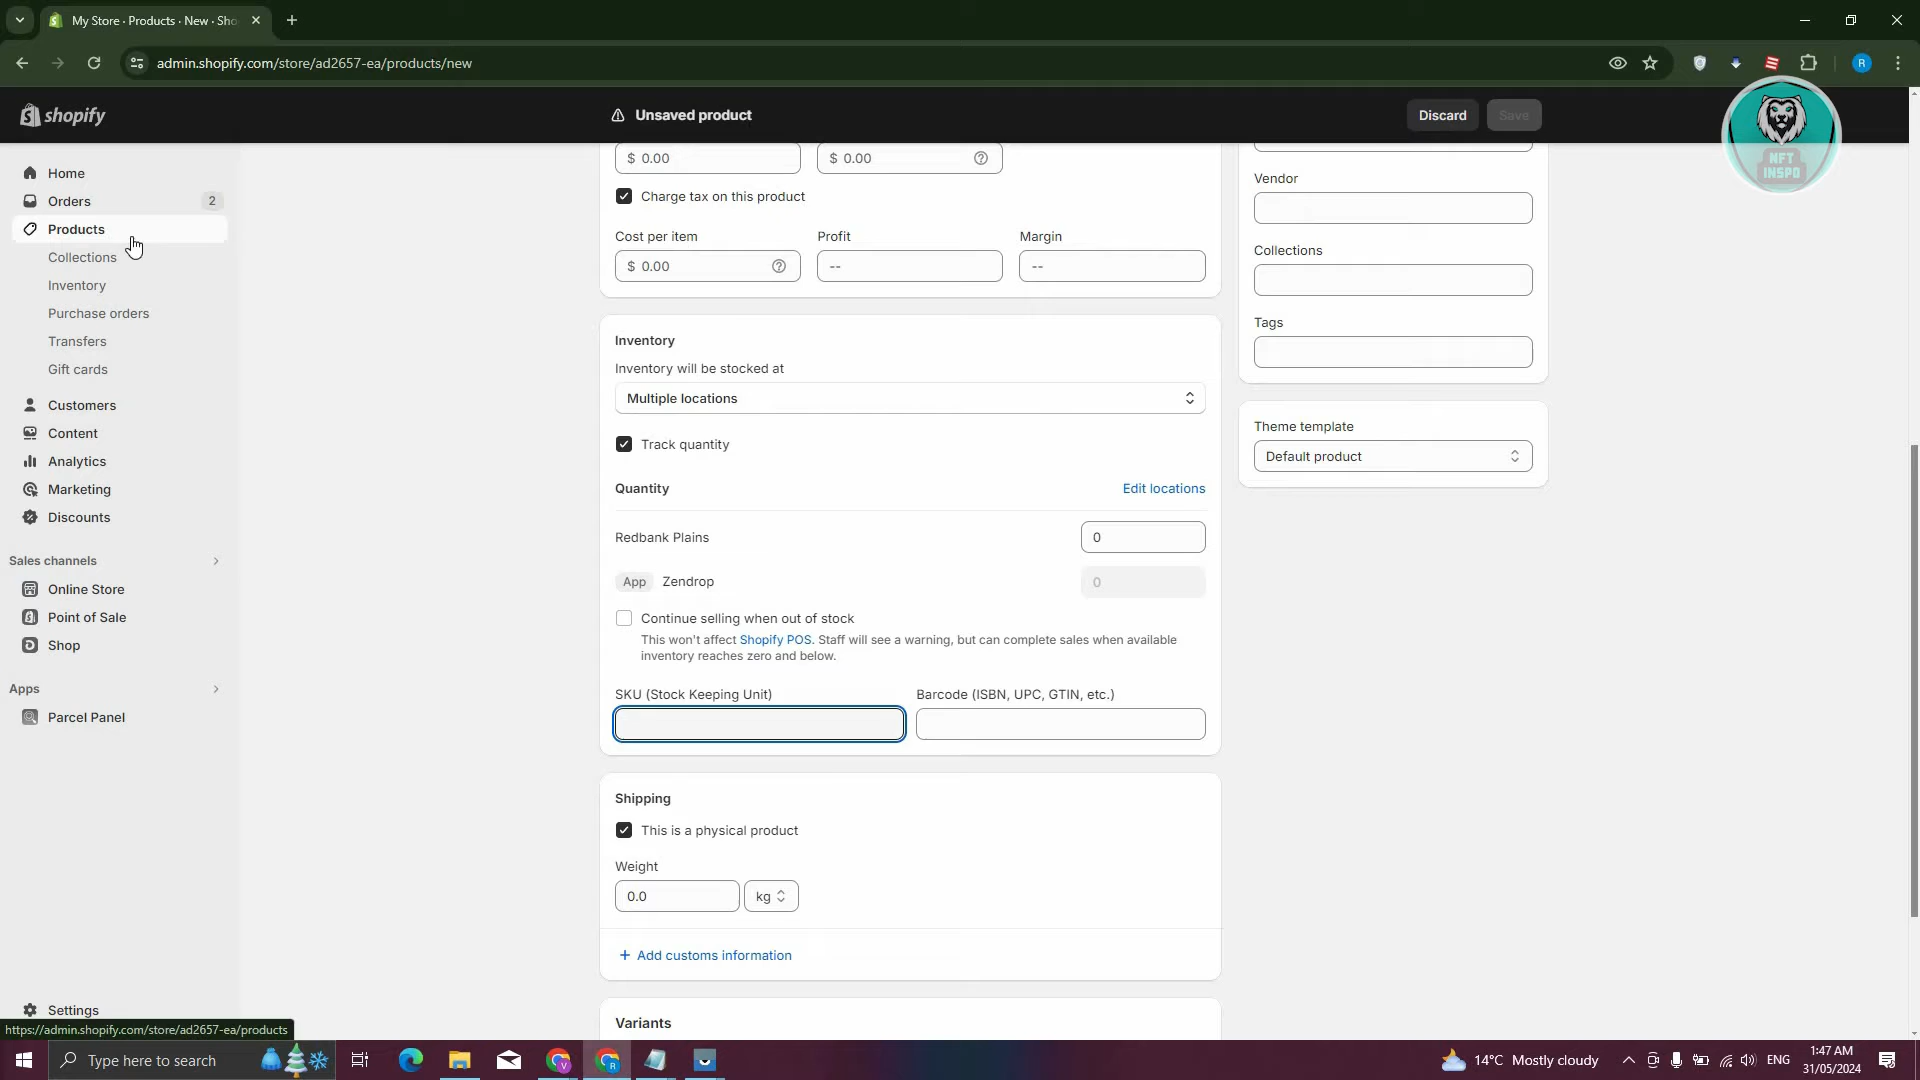 My Store · Products · New · Sho
admin.shopify.com/store/ad2657-ea/products/new
R
shopify
Unsaved product
Discard
Save
NFT
INSPO
Home
Orders
2
Products
Collections
Inventory
Purchase orders
Transfers
Gift cards
Customers
Content
Analytics
Marketing
Discounts
Sales channels
Online Store
Point of Sale
Shop
Apps
Parcel Panel
Settings
https://admin.shopify.com/store/ad2657-ea/products
$ 0.00
$ 0.00
Charge tax on this product
Cost per item
Profit
Margin
$ 0.00
--
--
Inventory
Inventory will be stocked at
Multiple locations
Track quantity
Quantity
Edit locations
Redbank Plains
0
App
Zendrop
0
Continue selling when out of stock
This won't affect Shopify POS. Staff will see a warning, but can complete sales when available
inventory reaches zero and below.
SKU (Stock Keeping Unit)
Barcode (ISBN, UPC, GTIN, etc.)
Shipping
This is a physical product
Weight
0.0
kg
+ Add customs information
Variants
Vendor
Collections
Tags
Theme template
Default product
Type here to search
V
R
14°C Mostly cloudy
ENG
1:47 AM
31/05/2024